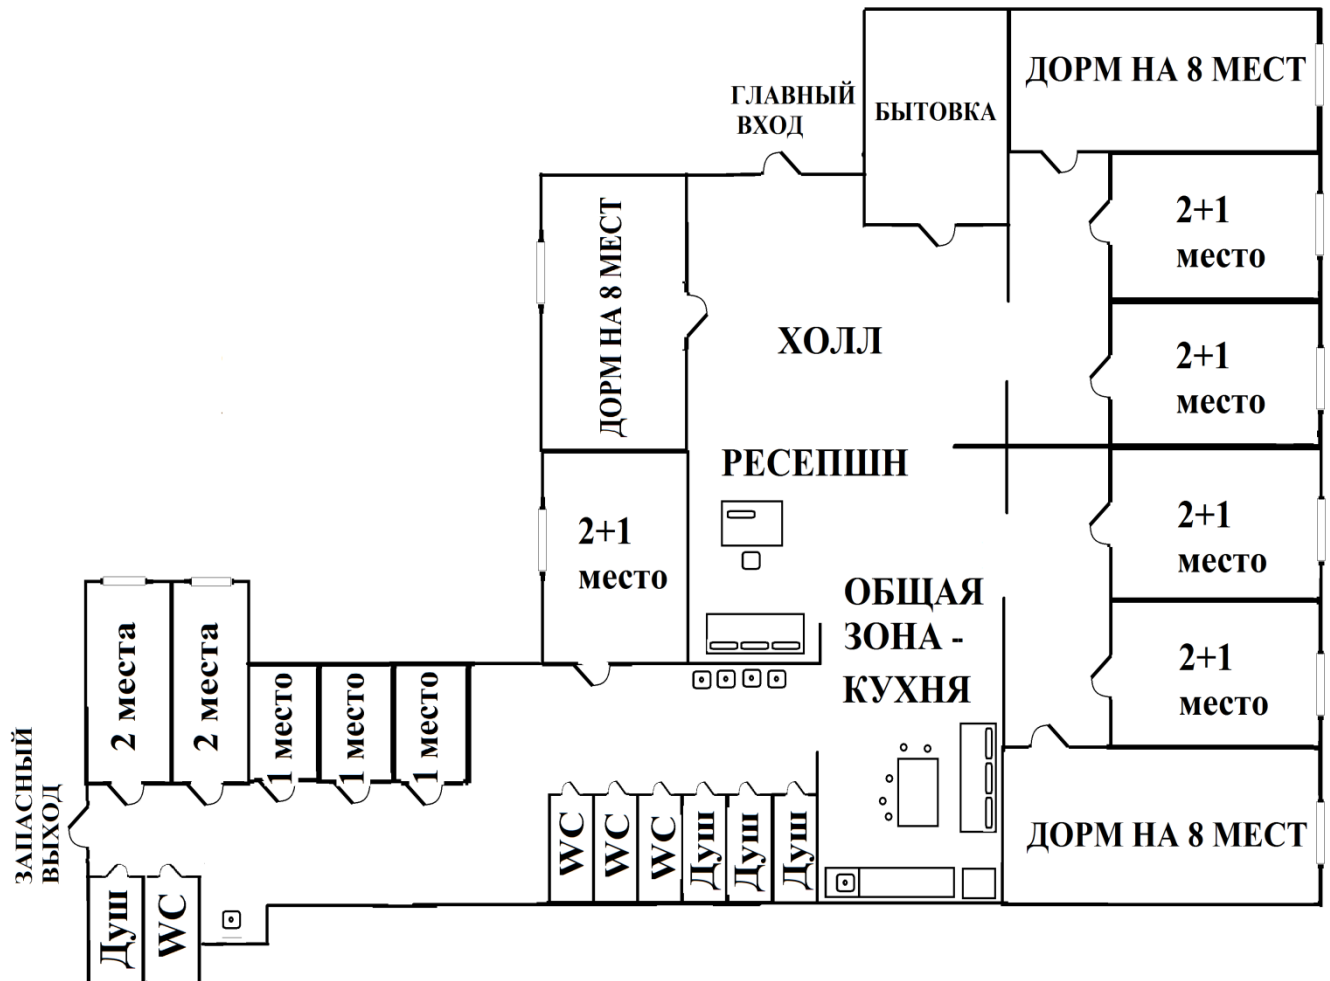 ДОРМ НА 8 МЕСТ
ГЛАВНЫЙ
ВХОД
БЫТОВКА
2+1
место
ДОРМ НА 8 МЕСТ
ХОЛЛ
2+1
место
РЕСЕПШН
2+1
место
2+1
место
ОБЩАЯ
ЗОНА -
КУХНЯ
2+1
место
2 места
2 места
1 место
1 место
1 место
ЗАПАСНЫЙ
ВЫХОД
WC
WC
WC
Душ
Душ
Душ
ДОРМ НА 8 МЕСТ
Душ
WC